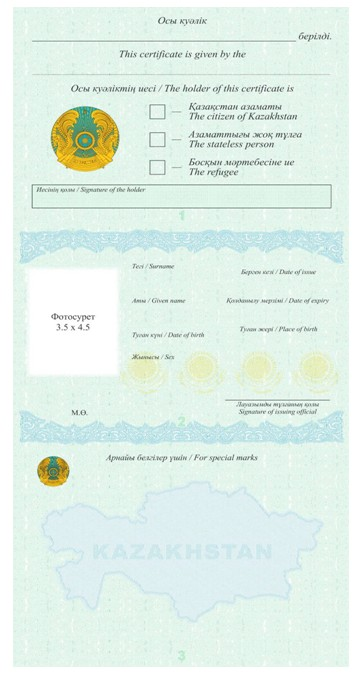 Осы куәлік
берілді.
This certificate is given by the
Осы куәліктің иесі / The holder of this certificate is
— Қазақстан азаматы
The citizen of Kazakhstan
— Азаматтығы жоқ тұлға
The stateless person
— Босқын мәртебесіне ие
The refugee
Иесінің қолы / Signature of the holder
1
Тегі / Surname
Берген кезі / Date of issue
Аты / Given name
Қолданылу мерзімі / Date of expiry
Фотосурет
3.5 x 4.5
Туған күні / Date of birth
Туған жері / Place of birth
Жынысы / Sex
Лауазымды тұлғаның қолы
Signature of issuing official
М.Ө.
2
Арнайы белгілер үшін / For special marks
KAZAKHSTAN
3